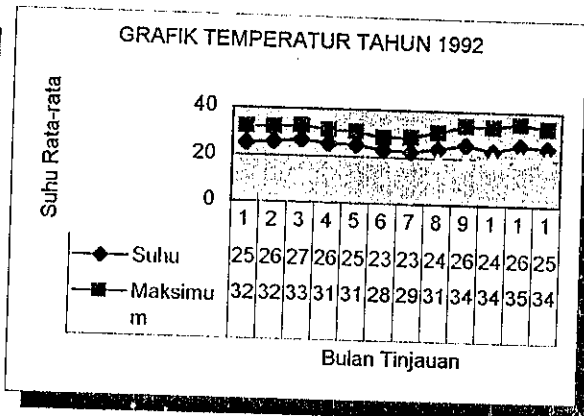 GRAFIK TEMPERATUR TAHUN 1992
Suhu Rata-rata
40
20
0
1 2 3 4 5 6 7 8 9 1 1 1
Suhu 25 26 27 26 25 23 23 24 26 24 26 25
Maksimu 32 32 33 31 31 28 29 31 34 34 35 34
m
Bulan Tinjauan